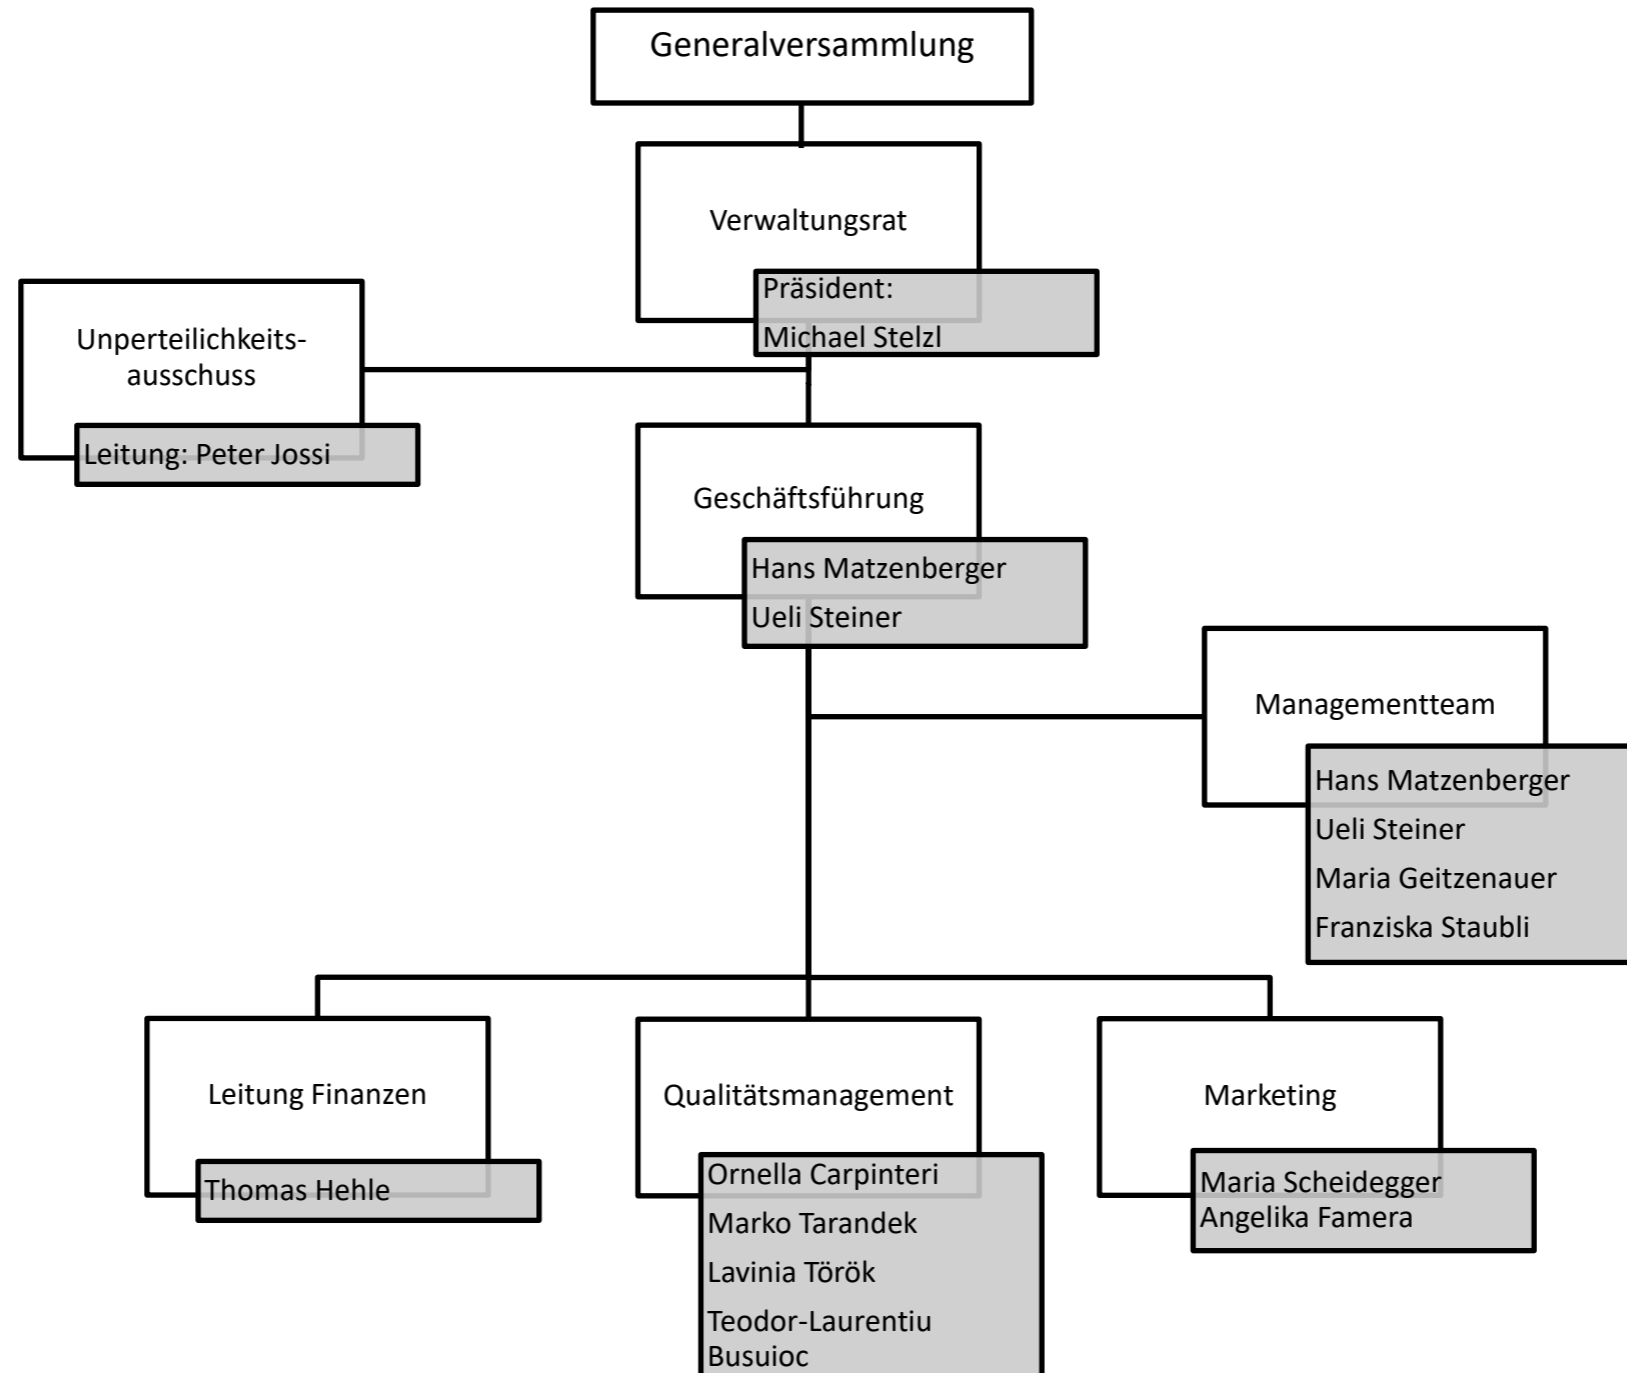 Generalversammlung
Verwaltungsrat
Präsident:
Michael Stelzl
Unperteilichkeits-
ausschuss
Leitung: Peter Jossi
Geschäftsführung
Hans Matzenberger
Ueli Steiner
Managementteam
Hans Matzenberger
Ueli Steiner
Maria Geitzenauer
Franziska Staubli
Leitung Finanzen
Thomas Hehle
Qualitätsmanagement
Ornella Carpinteri
Marko Tarandek
Lavinia Török
Teodor-Laurentiu
Busuioc
Marketing
Maria Scheidegger
Angelika Famera